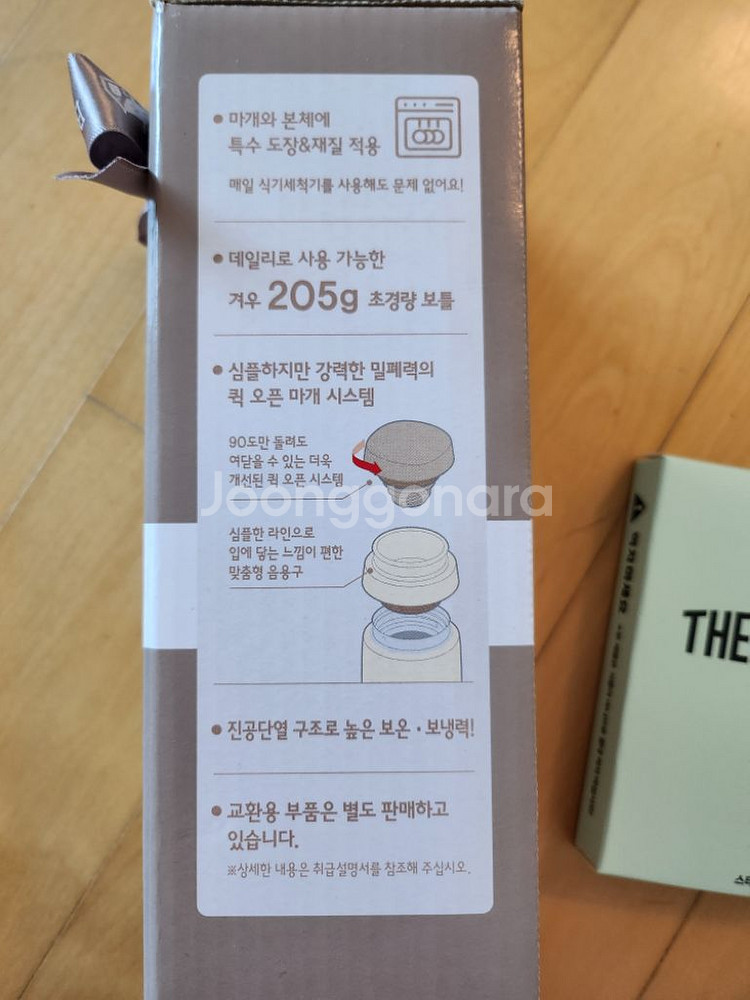 마개와 본체에
특수 도장&재질 적용
매일 식기세척기를 사용해도 문제 없어요!
데일리로 사용 가능한
겨우 205g 초경량 보틀
심플하지만 강력한 밀폐력의
퀵 오픈 마개 시스템
90도만 돌려도
여닫을 수 있는 더욱
개선된 퀵 오픈 시스템
심플한 라인으로
입에 닿는 느낌이 편한
맞춤형 음용구
Joonggonara
진공단열 구조로 높은 보온·보냉력!
교환용 부품은 별도 판매하고
있습니다.
※상세한 내용은 취급설명서를 참조해 주십시오.
THE